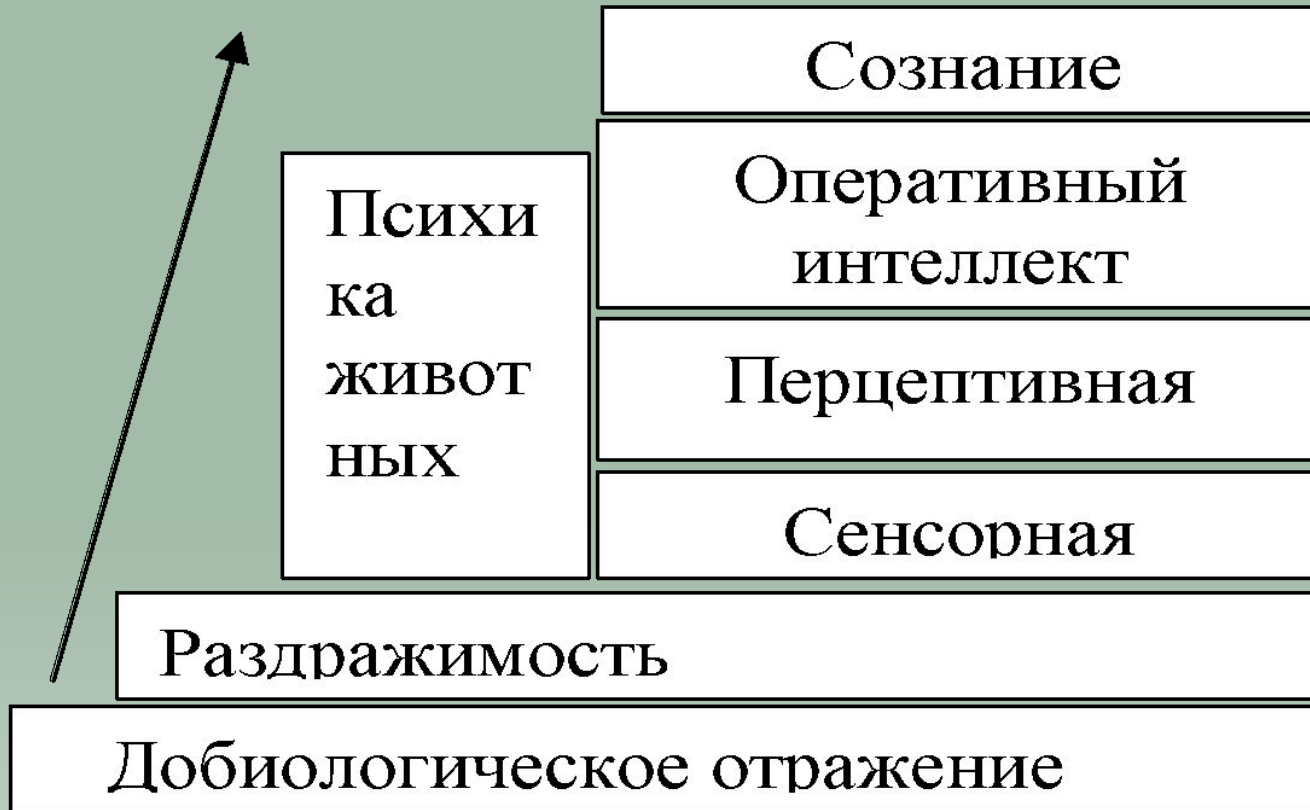 Сознание
Оперативный
интеллект
Психи
ка
живот
ных
Перцептивная
Сенсорная
Раздражимость
Добиологическое отражение